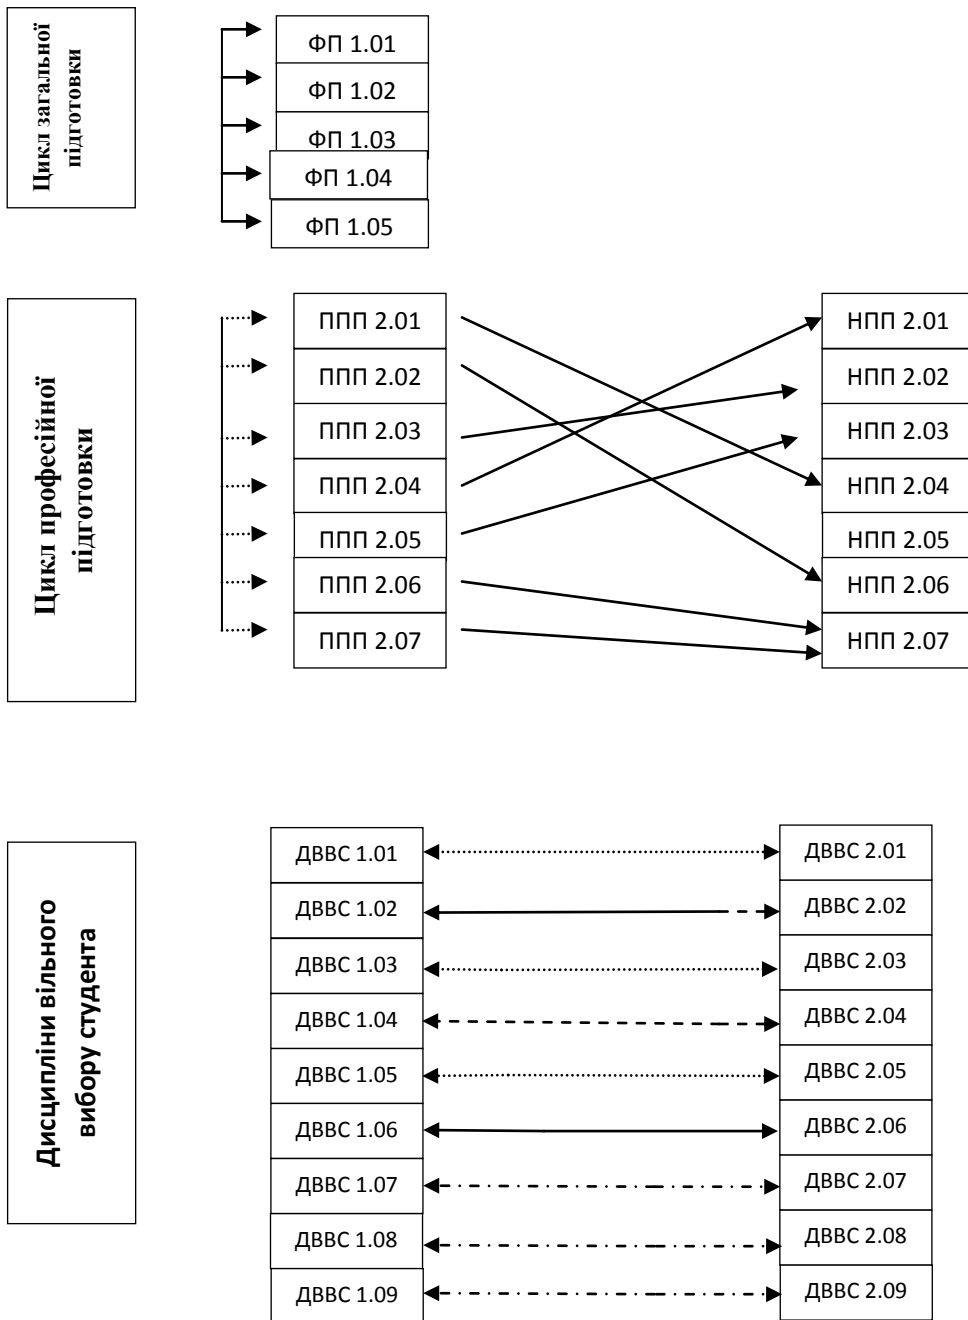 Цикл загальної
підготовки
ФП 1.01
ФП 1.02
ФП 1.03
ФП 1.04
ФП 1.05
Цикл професійної
підготовки
ППП 2.01
ППП 2.02
ППП 2.03
ППП 2.04
ППП 2.05
ППП 2.06
ППП 2.07
НПП 2.01
НПП 2.02
НПП 2.03
НПП 2.04
НПП 2.05
НПП 2.06
НПП 2.07
Дисципліни вільного
вибору студента
ДВВС 1.01
ДВВС 1.02
ДВВС 1.03
ДВВС 1.04
ДВВС 1.05
ДВВС 1.06
ДВВС 1.07
ДВВС 1.08
ДВВС 1.09
ДВВС 2.01
ДВВС 2.02
ДВВС 2.03
ДВВС 2.04
ДВВС 2.05
ДВВС 2.06
ДВВС 2.07
ДВВС 2.08
ДВВС 2.09